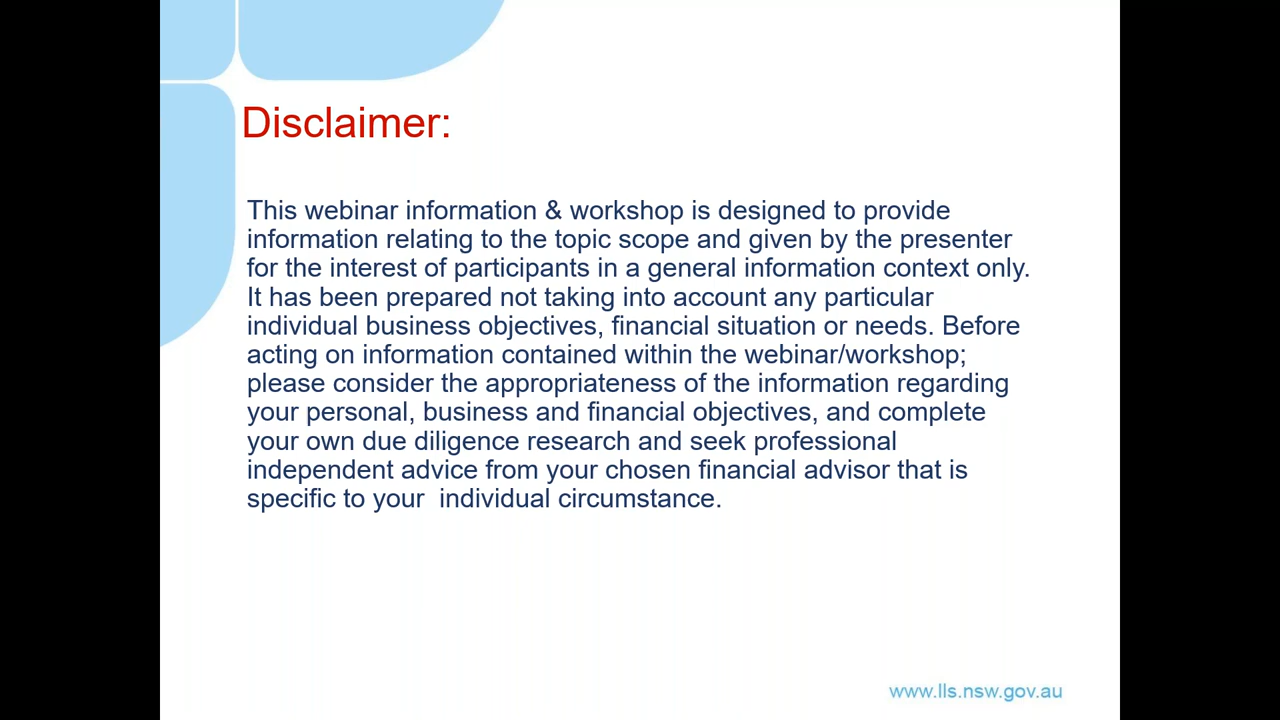 Disclaimer:
This webinar information & workshop is designed to provide
information relating to the topic scope and given by the presenter
for the interest of participants in a general information context only.
It has been prepared not taking into account any particular
individual business objectives, financial situation or needs. Before
acting on information contained within the webinar/workshop;
please consider the appropriateness of the information regarding
your personal, business and financial objectives, and complete
your own due diligence research and seek professional
independent advice from your chosen financial advisor that is
specific to your  individual circumstance.
www.lls.nsw.gov.au